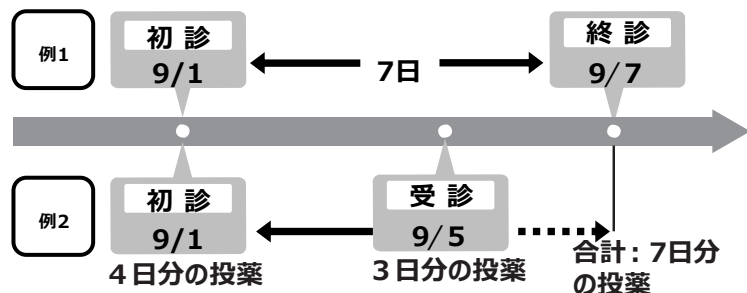 例1
初 診
9/1
7日
終 診
9/7
例2
初 診
9/1
4日分の投薬
受 診
9/5
3日分の投薬
合計：7日分
の投薬